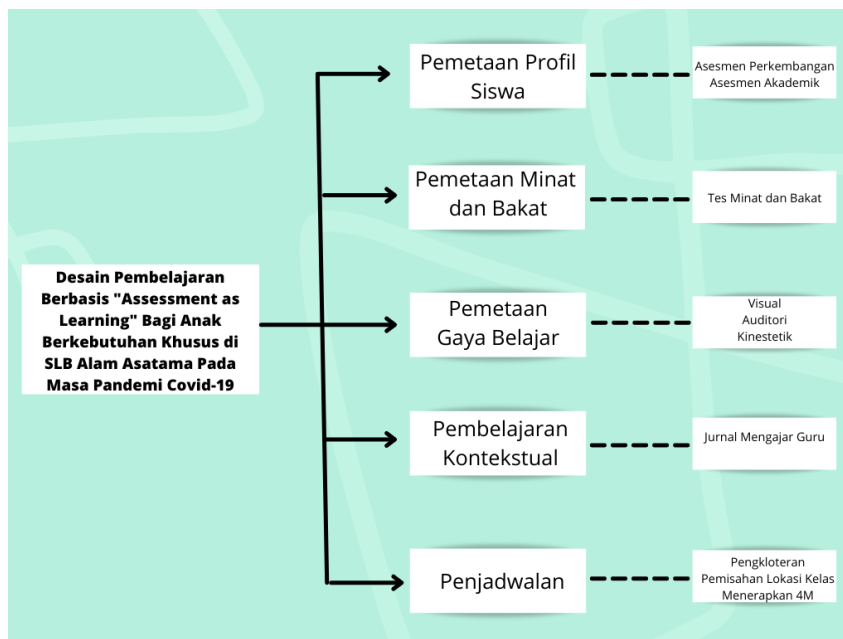 Desain Pembelajaran
Berbasis "Assessment as
Learning" Bagi Anak
Berkebutuhan Khusus di
SLB Alam Asatama Pada
Masa Pandemi Covid-19
Pemetaan Profil
Siswa
Asesmen Perkembangan
Asesmen Akademik
Pemetaan Minat
dan Bakat
Tes Minat dan Bakat
Pemetaan
Gaya Belajar
Visual
Auditori
Kinestetik
Pembelajaran
Kontekstual
Jurnal Mengajar Guru
Penjadwalan
Pengkloteran
Pemisahan Lokasi Kelas
Menerapkan 4M